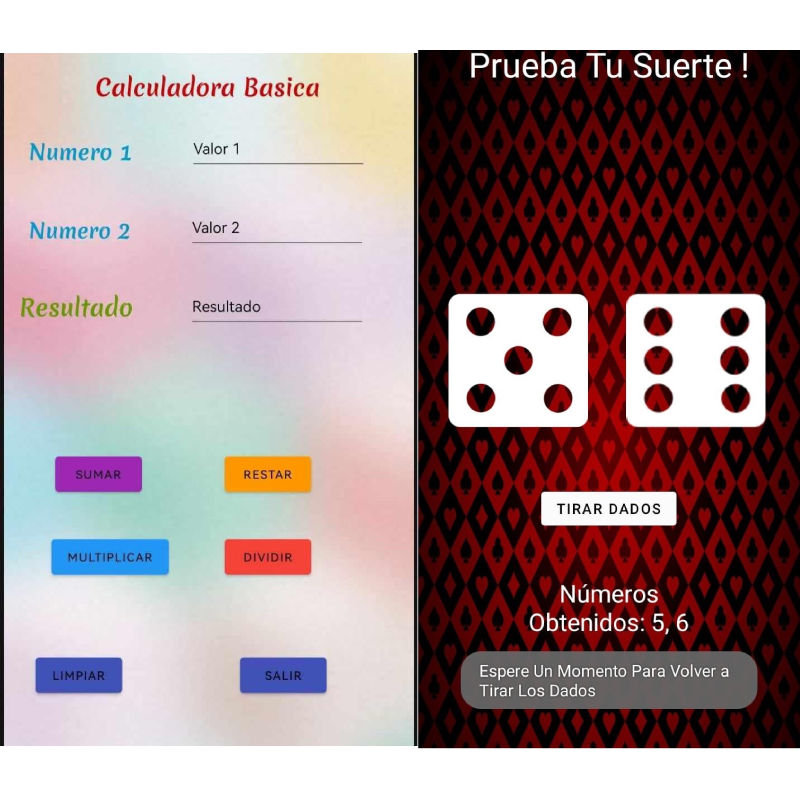 Calculadora Basica
Numero 1
Valor 1
Numero 2
Valor 2
Resultado
Resultado
SUMAR
RESTAR
MULTIPLICAR
DIVIDIR
LIMPIAR
SALIR
Prueba Tu Suerte !
TIRAR DADOS
Números
Obtenidos: 5, 6
Espere Un Momento Para Volver a
Tirar Los Dados